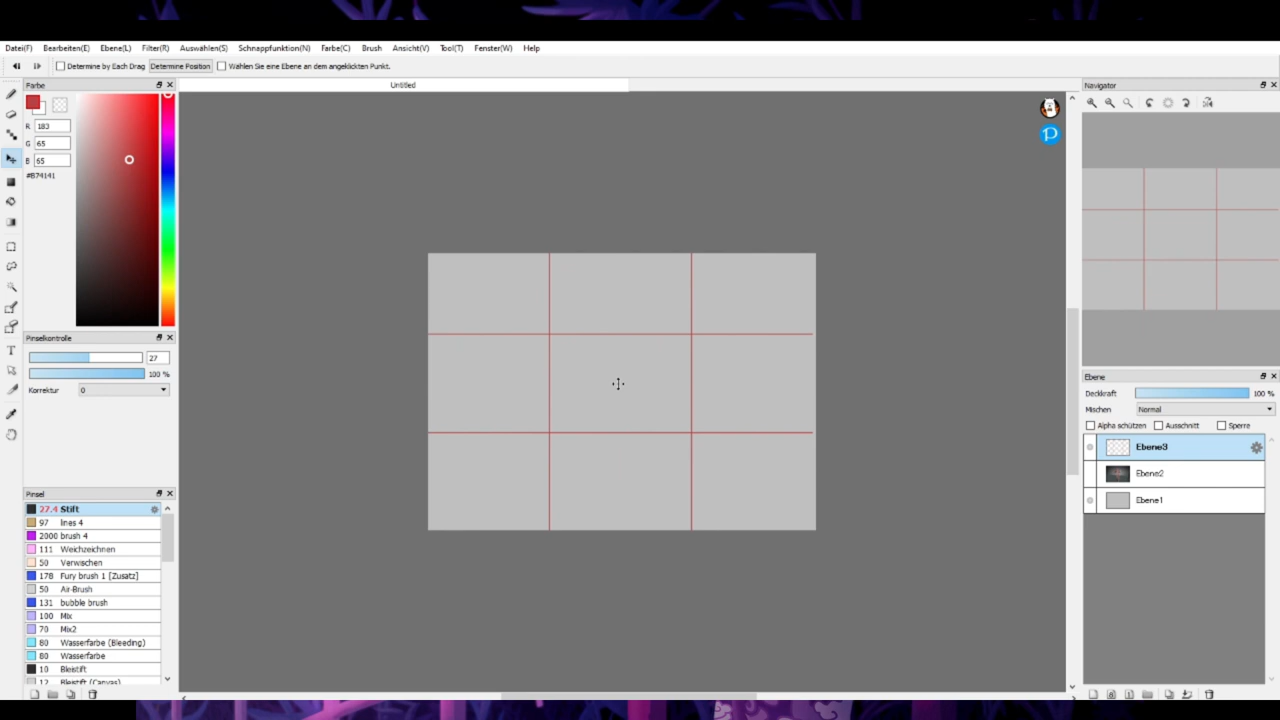 Datei(F) Bearbeiten(E) Ebene(L) Filter(R) Auswählen(S) Schnappfunktion(N) Farbe(C) Brush Ansicht(V) Tool(T) Fenster(W) Help
Determine by Each Drag Determine Position Wählen Sie eine Ebene an dem angeklickten Punkt.
Farbe
Untitled
Navigator
R 183
G 65
B 65
#B74141
Pinselkontrolle
27
100 %
Korrektur 0
Ebene
Deckkraft 100 %
Mischen Normal
Alpha schützen Ausschnitt Sperre
Ebene3
Ebene2
Ebene1
Pinsel
27.4 Stift
97 lines 4
2000 brush 4
111 Weichzeichnen
50 Verwischen
178 Fury brush 1 [Zusatz]
50 Air-Brush
131 bubble brush
100 Mix
70 Mix2
80 Wasserfarbe (Bleeding)
80 Wasserfarbe
10 Bleistift
12 Bleistift (Canvas)
T
P